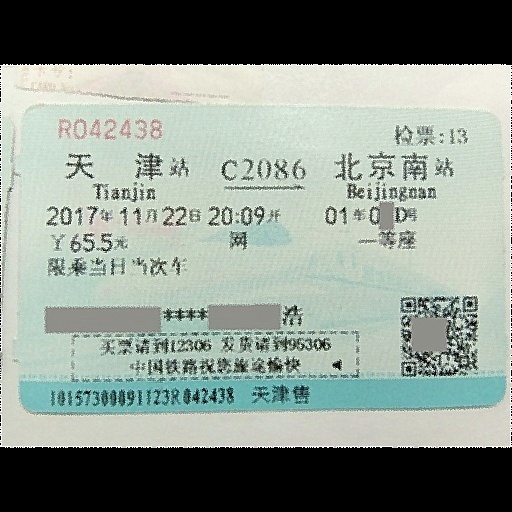 R042438 检票:13
天 津站 C2086 北京南站
Tianjin Beijingnan
2017年11月22日 20:09开 01车0 D号
￥65.5元 网 一等座
限乘当日当次车
**** 浩
买票请到12306 发货请到95306
中国铁路祝您旅途愉快
10157300091123R042438 天津售